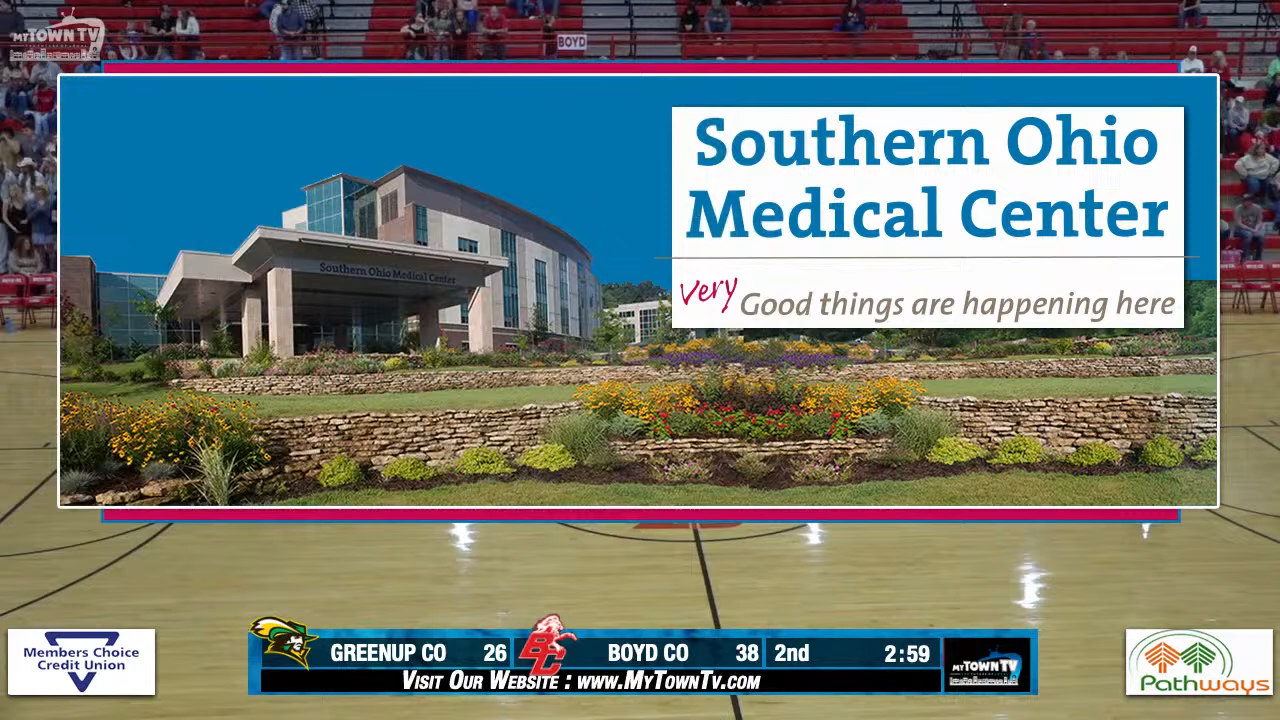 MYTOWN TV
BOYD
Southern Ohio
Medical Center
very Good things are happening here
Southern Ohio Medical Center
Members Choice
Credit Union
GREENUP CO 26 BC BOYD CO 38 2nd 2:59
MYTOWN TV
VISIT OUR WEBSITE : WWW.MYTOWNTV.COM
Pathways